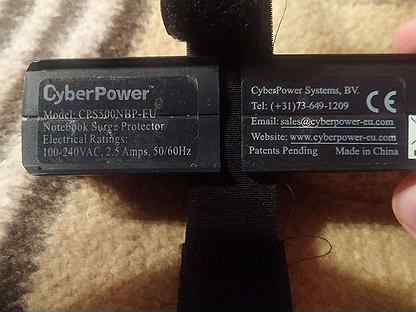 CyberPower
Model: CPS300NBP-EU
Notebook Surge Protector
Electrical Ratings:
100-240VAC, 2.5 Amps, 50/60Hz
CyberPower Systems, BV.
Tel: (+31)73-649-1209
Email: sales@cyberpower-eu.com
Website: www.cyberpower-eu.com
Patents Pending Made in China
CE